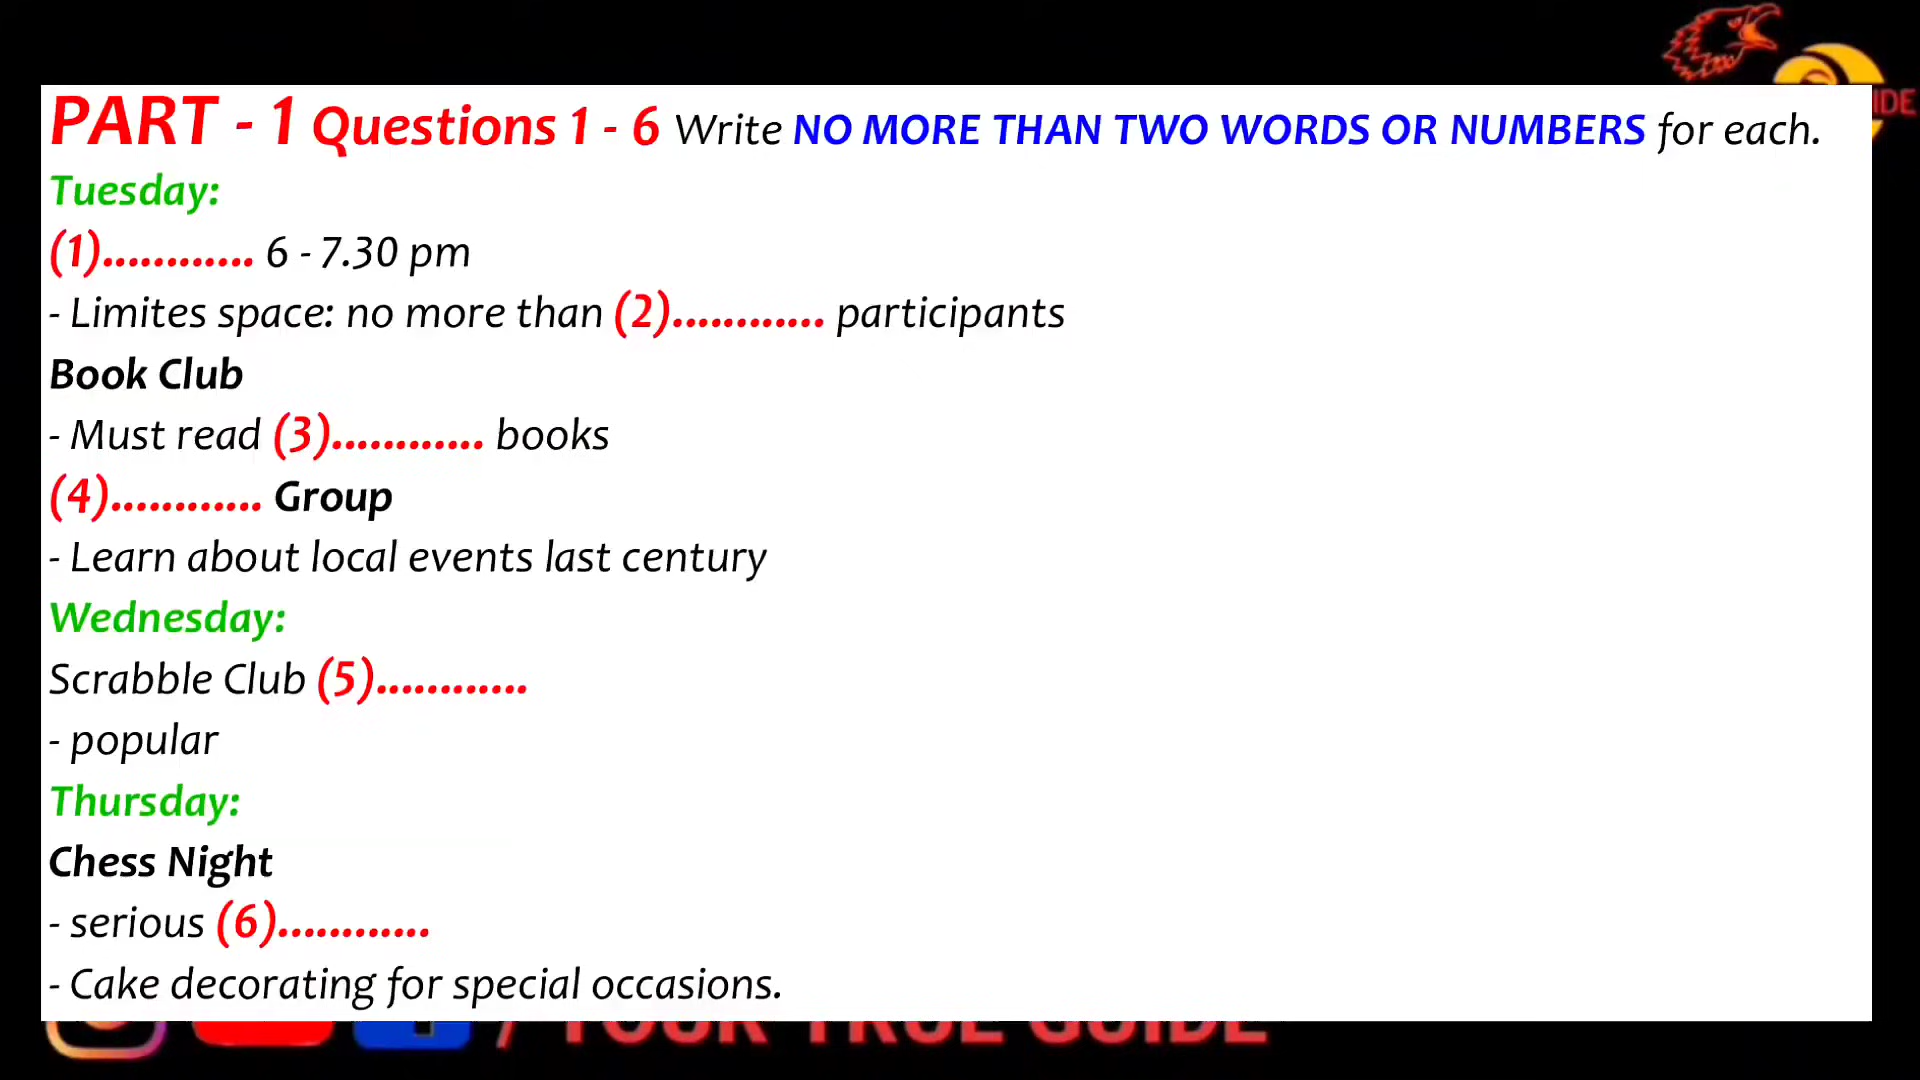 PART - 1 Questions 1 - 6 Write NO MORE THAN TWO WORDS OR NUMBERS for each.
Tuesday:
(1)............ 6 - 7.30 pm
- Limites space: no more than (2)............ participants
Book Club
- Must read (3)............ books
(4)............ Group
- Learn about local events last century
Wednesday:
Scrabble Club (5)............
- popular
Thursday:
Chess Night
- serious (6)............
- Cake decorating for special occasions.
/ YOUR TRUE GUIDE